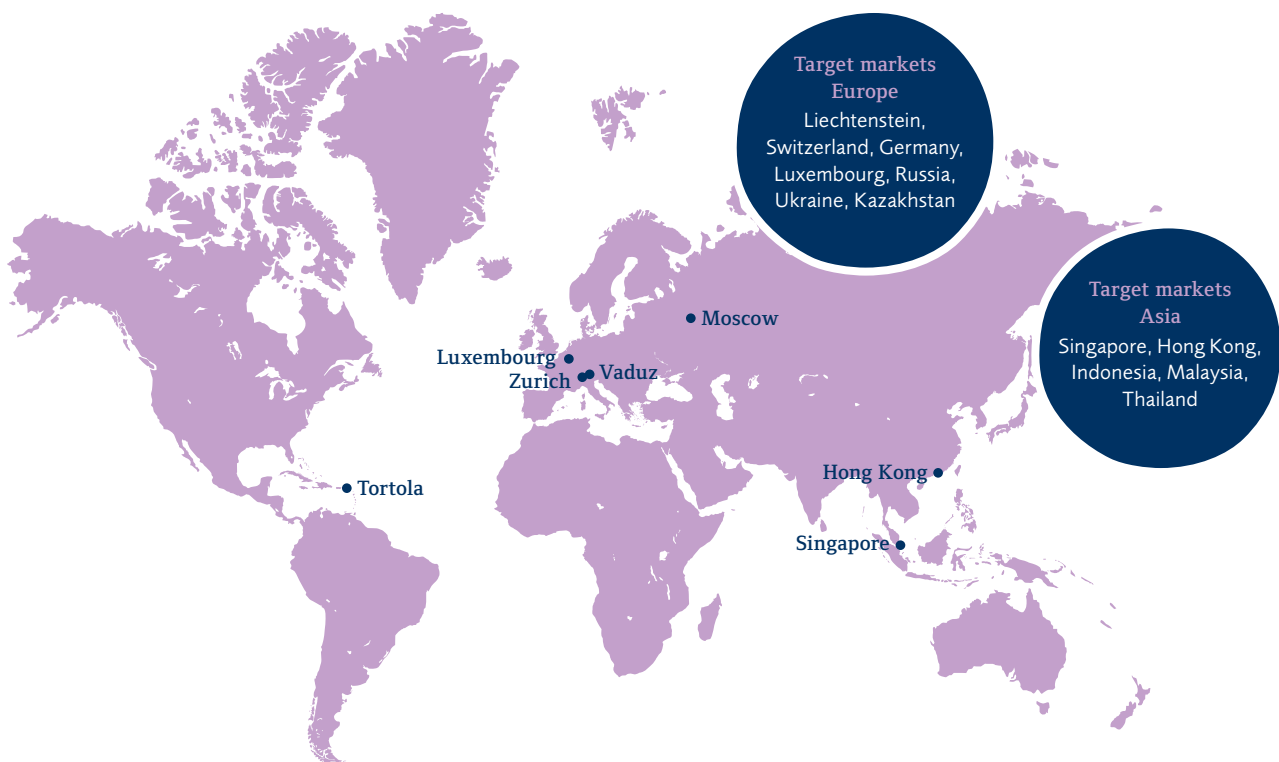 Target markets
Europe
Liechtenstein,
Switzerland, Germany,
Luxembourg, Russia,
Ukraine, Kazakhstan
Target markets
Asia
Singapore, Hong Kong,
Indonesia, Malaysia,
Thailand
Moscow
Luxembourg
Vaduz
Zurich
Hong Kong
Tortola
Singapore